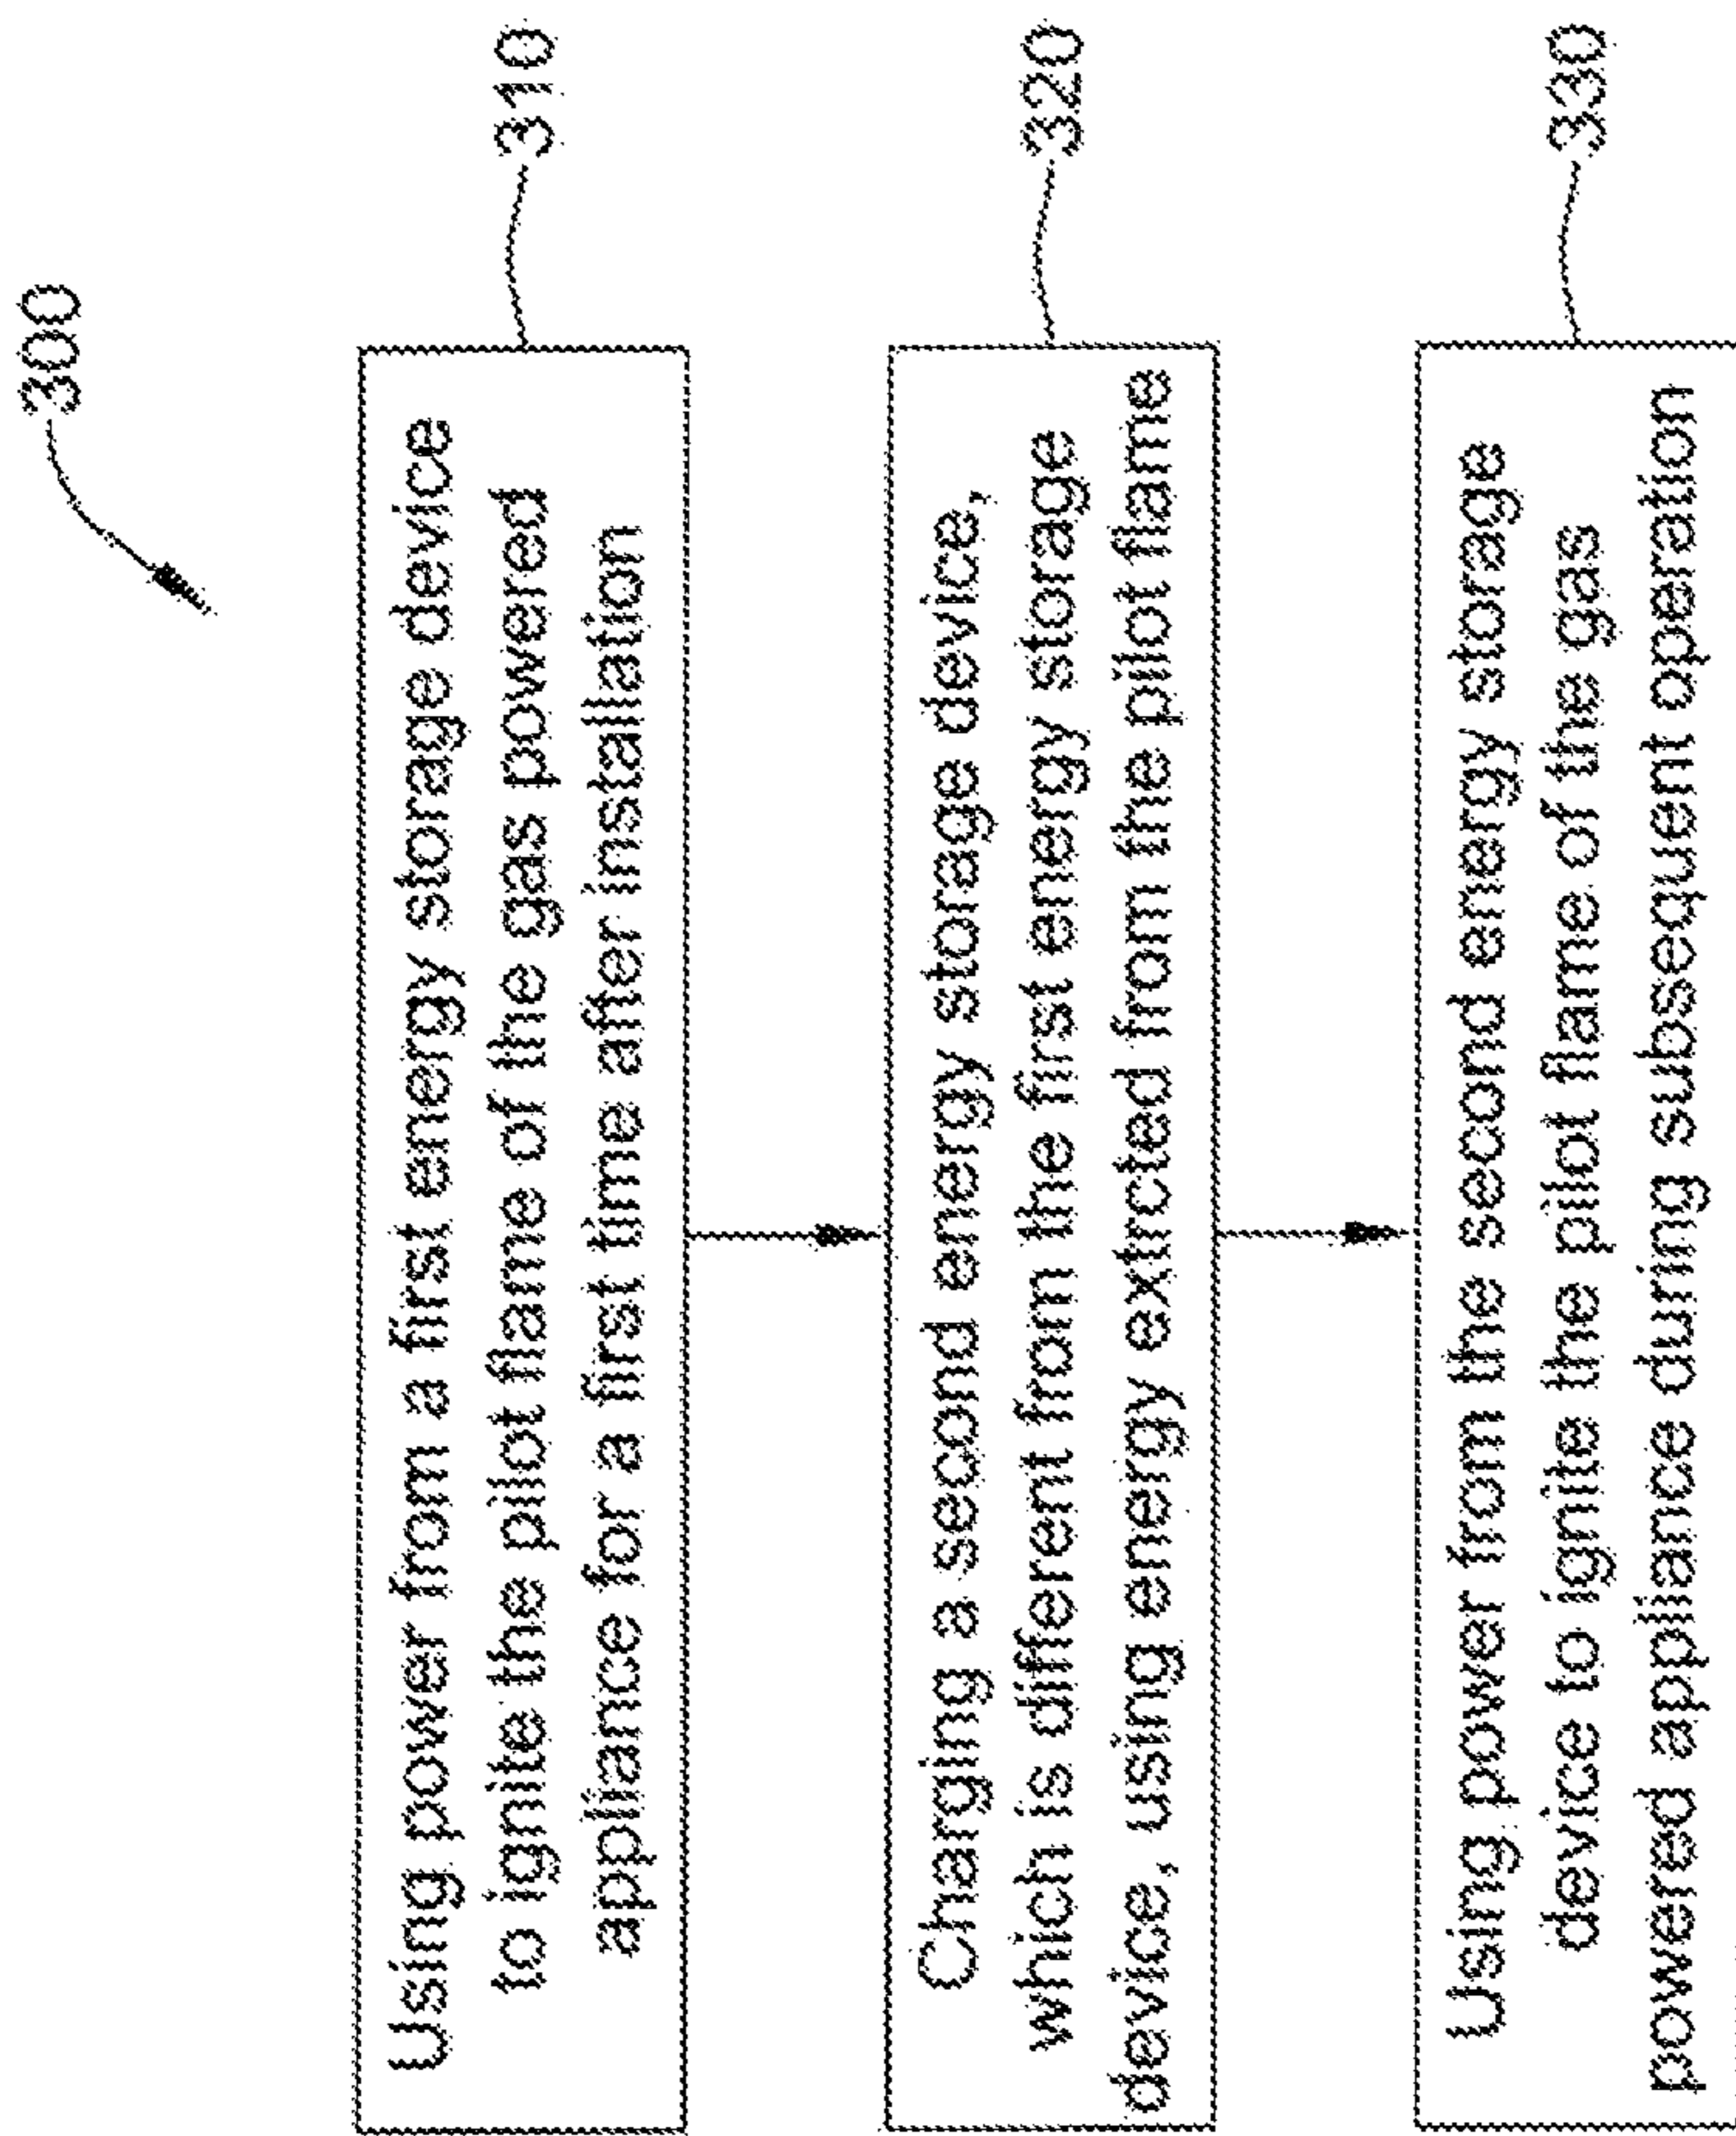 300
Using power from a first energy storage device
to ignite the pilot flame of the gas powered
appliance for a first time after installation
310
Charging a second energy storage device,
which is different from the first energy storage
device, using energy extrcted from the pilot flame
320
Using power from the second energy storage
device to ignite the pilot flame of the gas
powered appliance during subsequent operation
330